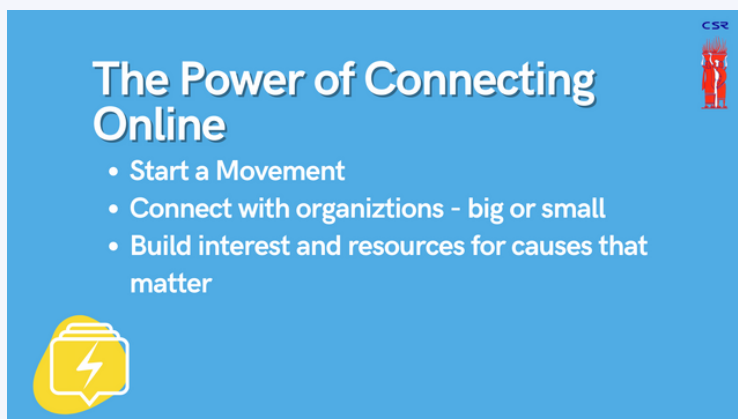 CSR
The Power of Connecting
Online
• Start a Movement
• Connect with organiztions - big or small
• Build interest and resources for causes that
matter